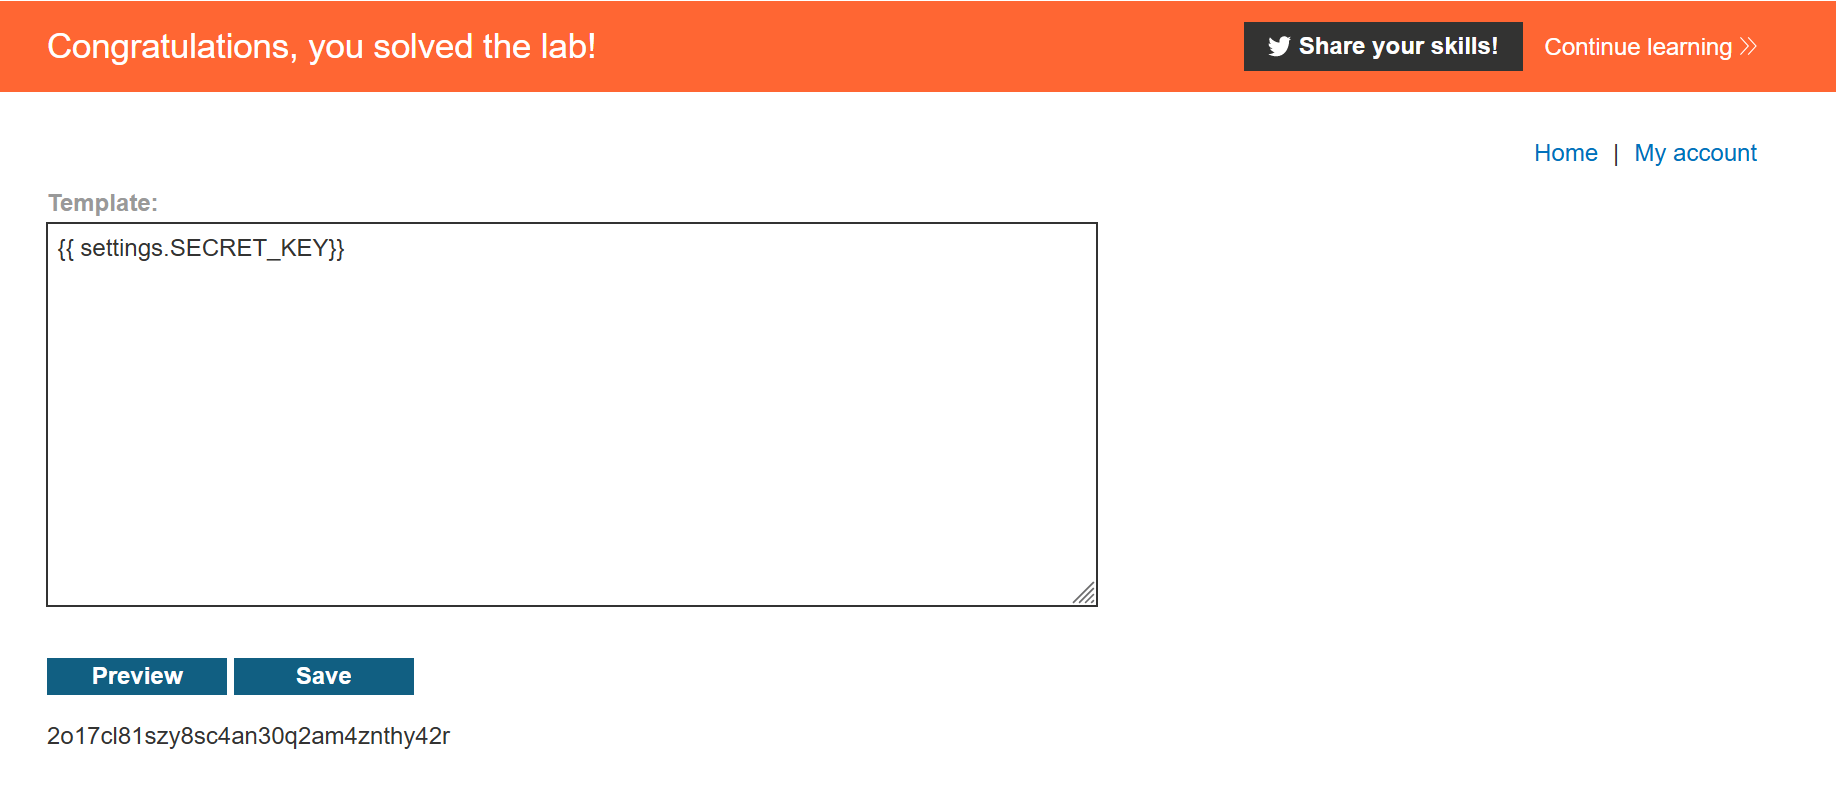 Congratulations, you solved the lab!
Share your skills!
Continue learning
Home | My account
Template:
{{ settings.SECRET_KEY}}
Preview
Save
2o17cl81szy8sc4an30q2am4znthy42r